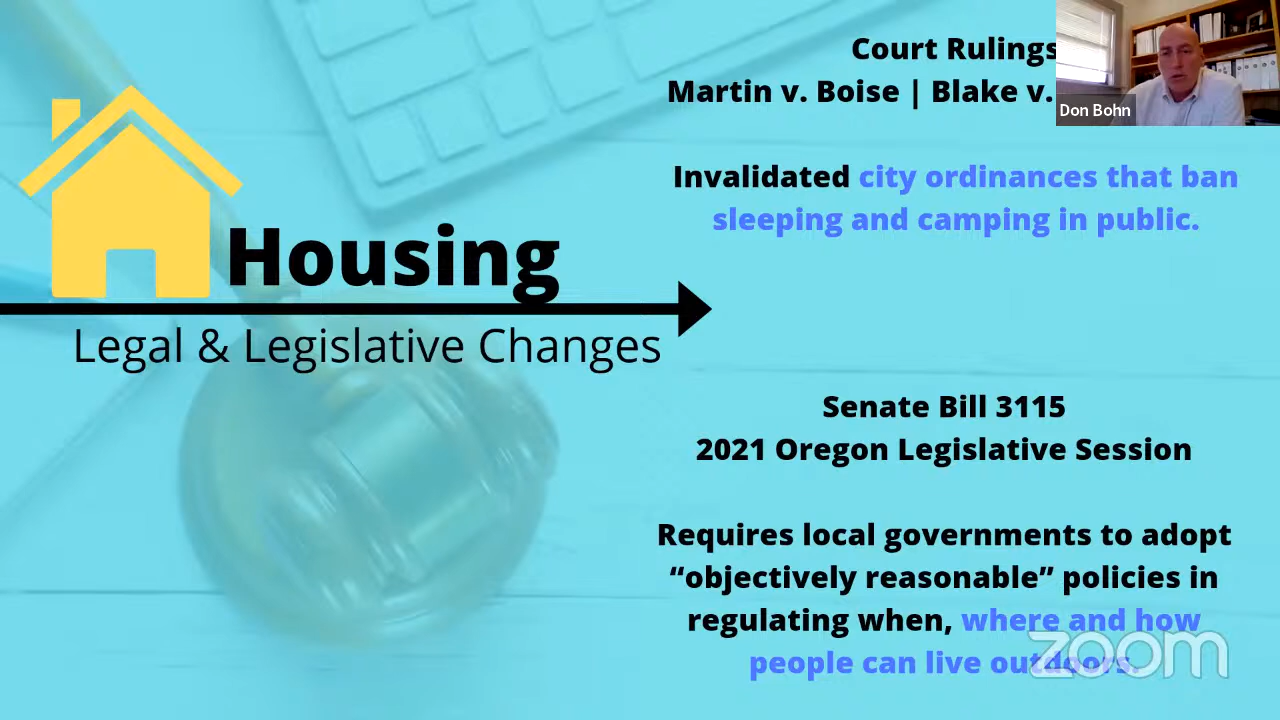 Court Rulings
Martin v. Boise | Blake v.
Don Bohn
Invalidated city ordinances that ban
sleeping and camping in public.
Housing
Legal & Legislative Changes
Senate Bill 3115
2021 Oregon Legislative Session
Requires local governments to adopt
“objectively reasonable” policies in
regulating when, where and how
people can live outdoors.
zoom